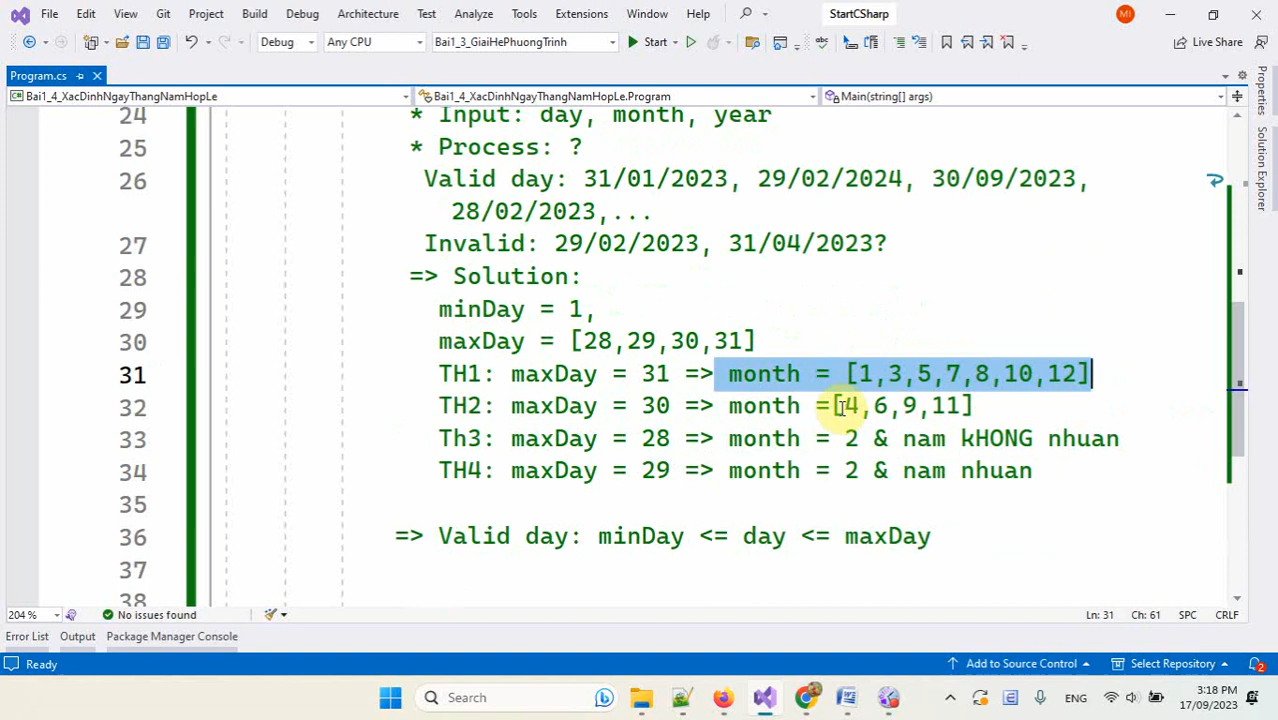 File Edit View Git Project Build Debug Architecture Test Analyze Tools Extensions Window Help StartCSharp MI
Debug Any CPU Bai1_3_GiaiHePhuongTrinh Start Live Share
Program.cs
Bai1_4_XacDinhNgayThangNamHopLe Bai1_4_XacDinhNgayThangNamHopLe.Program Main(string[] args)
Properties
Solution Explorer
24 * Input: day, month, year
25 * Process: ?
26 Valid day: 31/01/2023, 29/02/2024, 30/09/2023,
28/02/2023,...
27 Invalid: 29/02/2023, 31/04/2023?
28 => Solution:
29 minDay = 1,
30 maxDay = [28,29,30,31]
31 TH1: maxDay = 31 => month = [1,3,5,7,8,10,12]
32 TH2: maxDay = 30 => month =[4,6,9,11]
33 Th3: maxDay = 28 => month = 2 & nam kHONG nhuan
34 TH4: maxDay = 29 => month = 2 & nam nhuan
35
36 => Valid day: minDay <= day <= maxDay
37
38
204 % No issues found Ln: 31 Ch: 61 SPC CRLF
Error List Output Package Manager Console
Ready Add to Source Control Select Repository 2
Search ENG 3:18 PM
17/09/2023